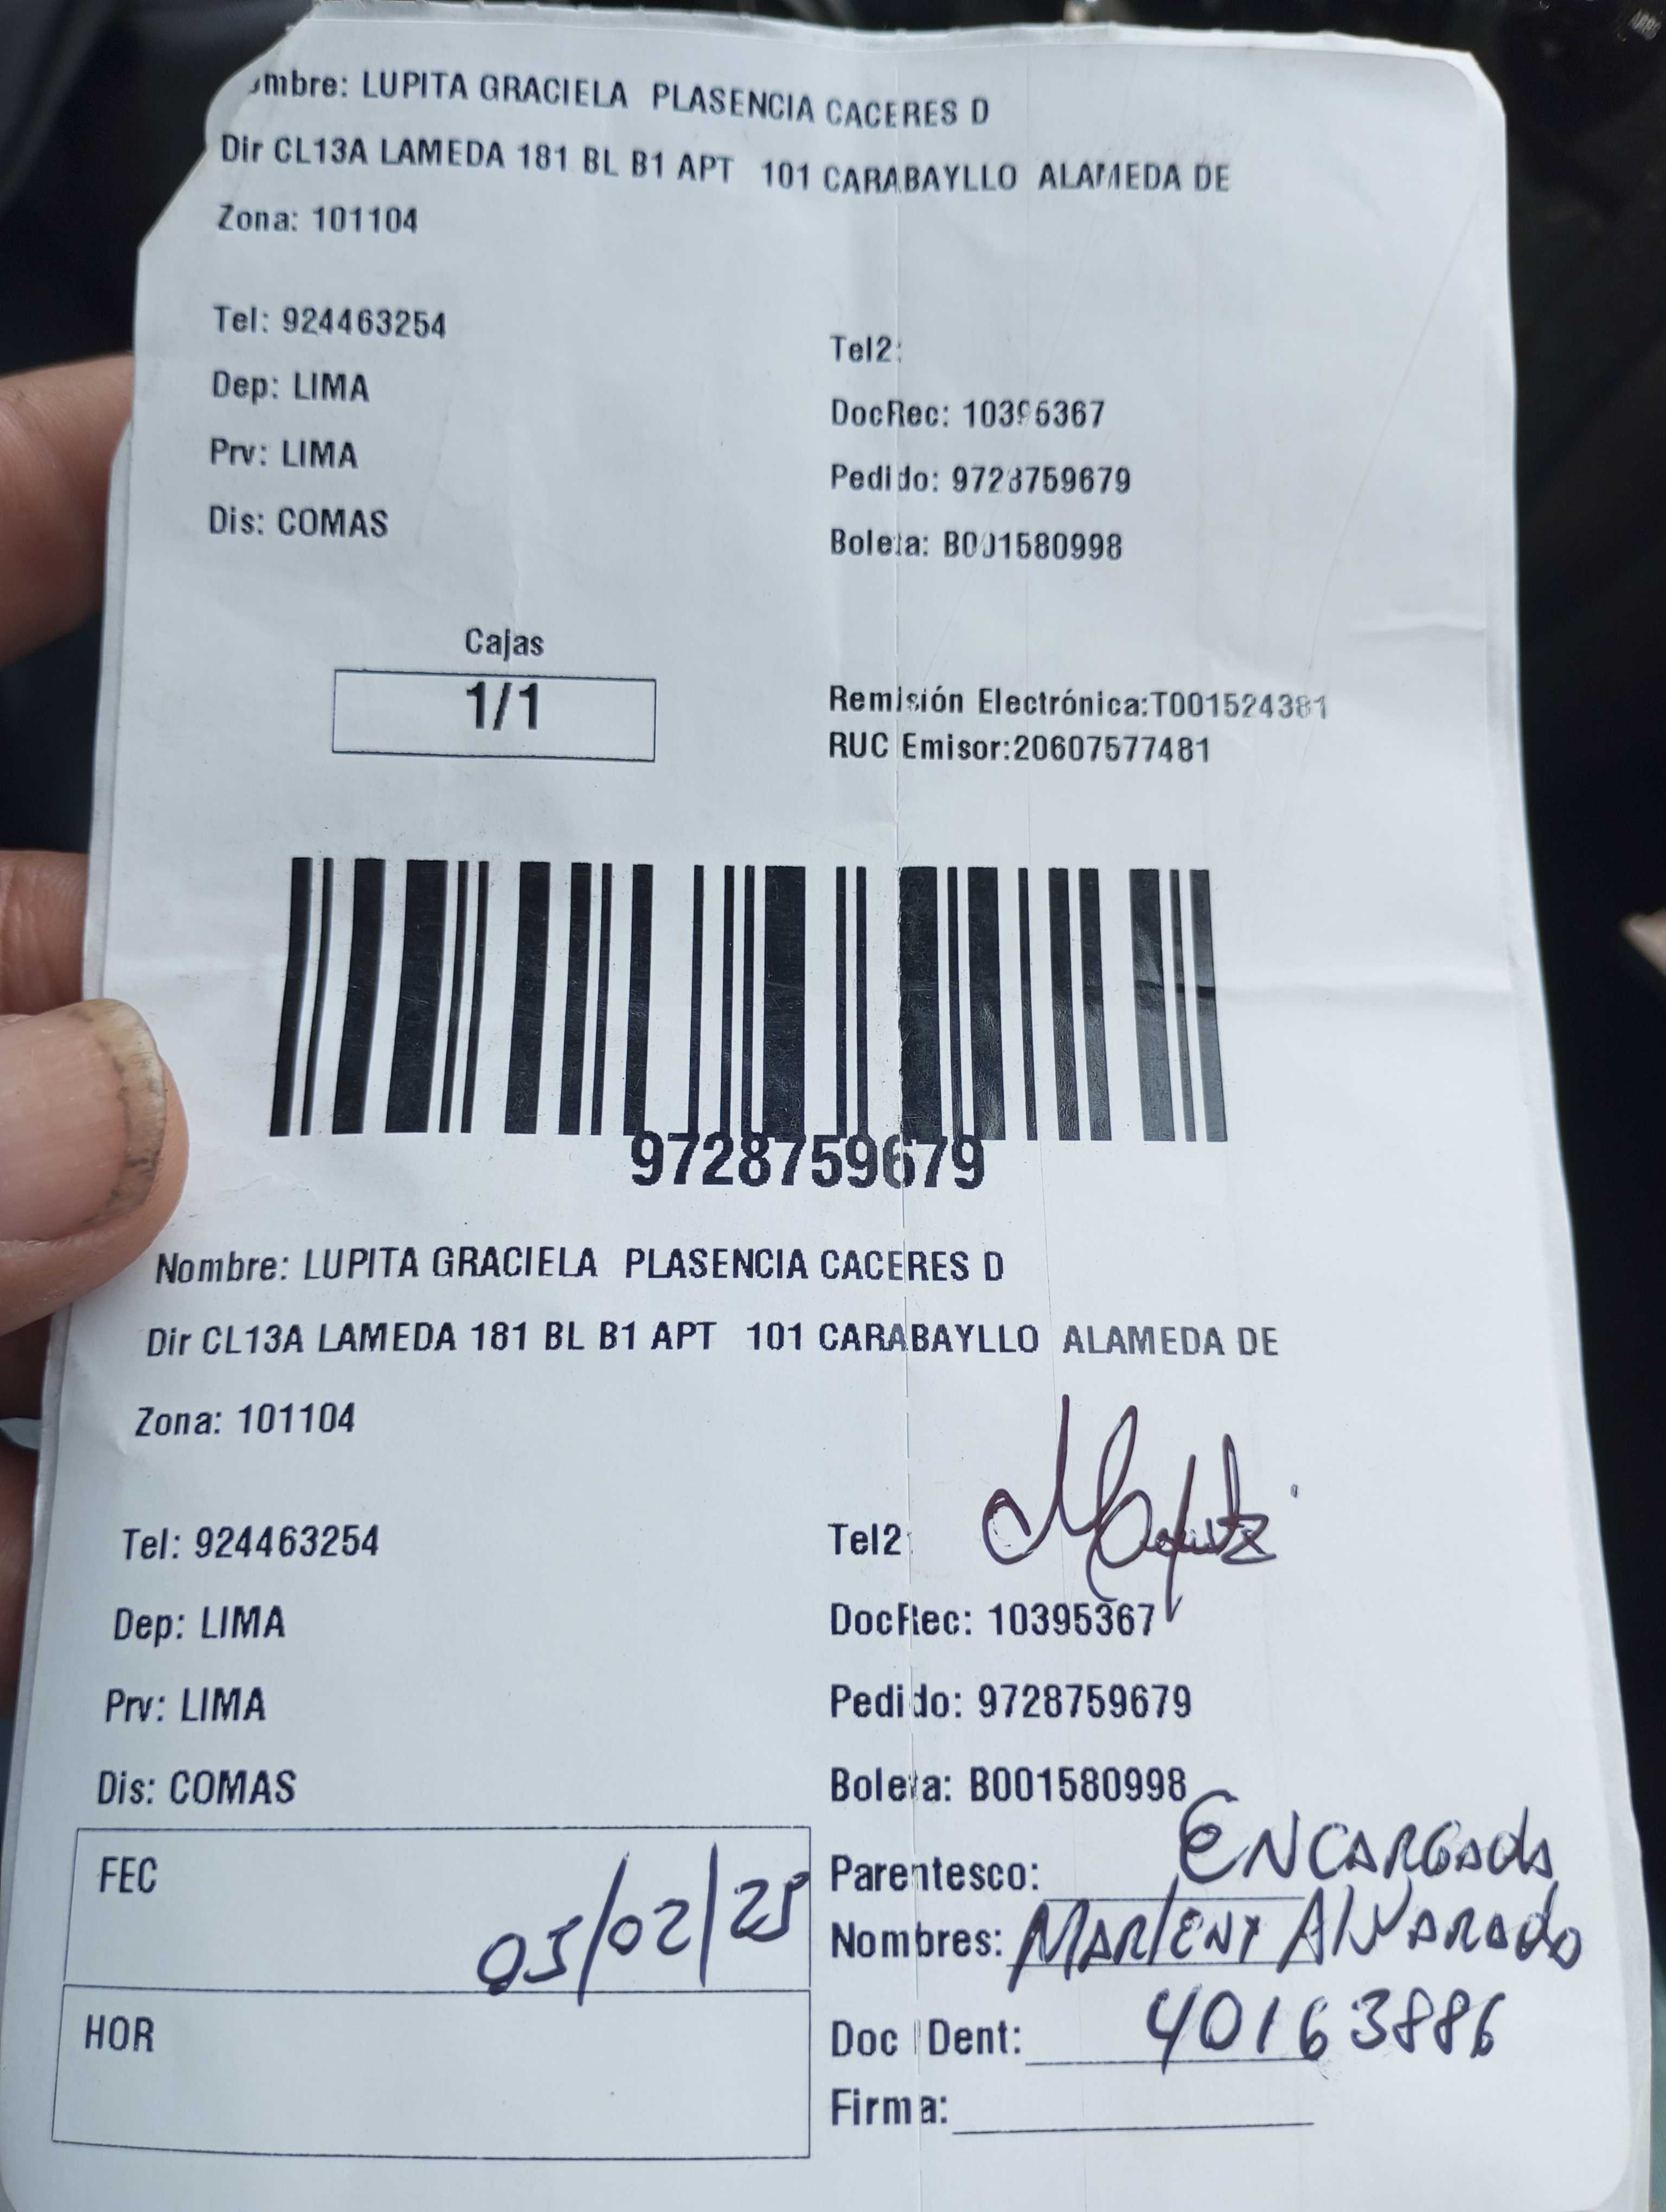 mbre: LUPITA GRACIELA PLASENCIA CACERES D
Dir CL13A LAMEDA 181 BL B1 APT 101 CARABAYLLO ALAMEDA DE
Zona: 101104
Tel: 924463254
Tel2:
Dep: LIMA
DocRec: 10395367
Prv: LIMA
Pedido: 9728759679
Dis: COMAS
Boleta: B001580998
Cajas
1/1
Remisión Electrónica:T001524381
RUC Emisor:20607577481
9728759679
Nombre: LUPITA GRACIELA PLASENCIA CACERES D
Dir CL13A LAMEDA 181 BL B1 APT 101 CARABAYLLO ALAMEDA DE
Zona: 101104
Tel: 924463254
Tel2:
Dep: LIMA
DocRec: 10395367
Prv: LIMA
Pedido: 9728759679
Dis: COMAS
Boleta: B001580998
FEC 05/02/25
Parentesco: ENCARGADA
Nombres: MARLENY ALVARADO
HOR
Doc Dent: 40163886
Firma: